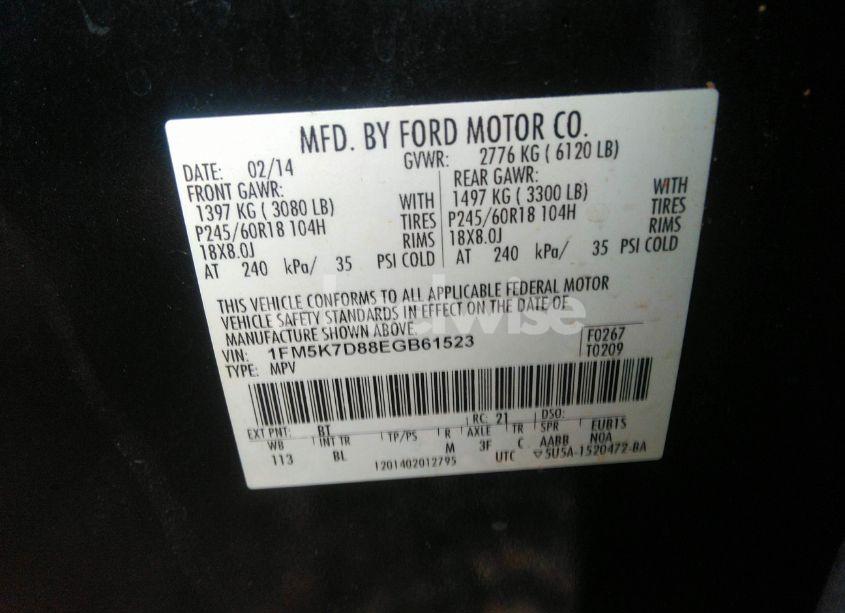 MFD. BY FORD MOTOR CO.
DATE: 02/14 GVWR: 2776 KG ( 6120 LB)
FRONT GAWR: REAR GAWR:
1397 KG ( 3080 LB) WITH 1497 KG ( 3300 LB) WITH
P245/60R18 104H TIRES P245/60R18 104H TIRES
18X8.0J RIMS 18X8.0J RIMS
AT 240 kPa/ 35 PSI COLD AT 240 kPa/ 35 PSI COLD
THIS VEHICLE CONFORMS TO ALL APPLICABLE FEDERAL MOTOR
VEHICLE SAFETY STANDARDS IN EFFECT ON THE DATE OF
MANUFACTURE SHOWN ABOVE.
VIN: 1FM5K7D88EGB61523 F0267
TYPE: MPV T0209
EXT PNT: BT RC: 21 DSO:
WB INT TR TP/PS R AXLE TR SPR EUB1S
113 BL M 3F C AABB N0A
1201402012795 UTC ▽5U5A-1520472-BA